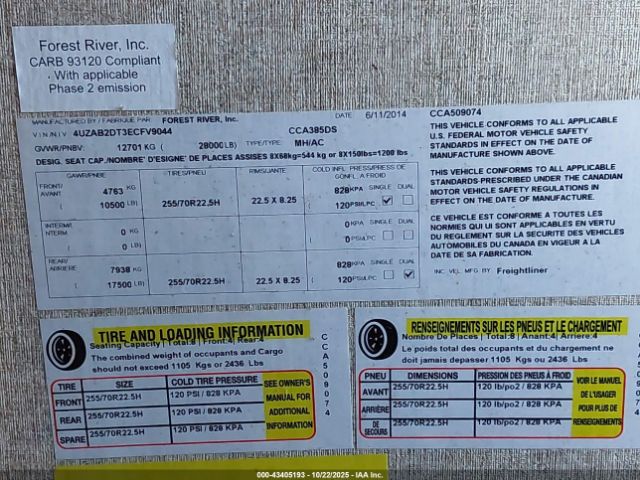 Forest River, Inc.
CARB 93120 Compliant
With applicable
Phase 2 emission
MANUFACTURED BY / FABRIQUE PAR FOREST RIVER, Inc. DATE 6/11/2014 CCA509074
V I N / N I V 4UZAB2DT3ECFV9044 CCA385DS
GVWR/PNBV: 12701 KG ( 28000 LB) TYPE/TYPE: MH/AC
DESIG. SEAT CAP./NOMBRE D'ESIGNE' DE PLACES ASSISES 8X68kg=544 kg or 8X150lbs=1200 lbs
GAWR/PNBE TIRES/PNEU RIMS/JANTE COLD INFL. PRESS/PRESS DE GONFL. A FROID
FRONT/ AVANT 4763 KG 10500 LB) 255/70R22.5H 22.5 X 8.25 828 KPA SINGLE DUAL
( 120 PSI/LPC
INTERM/ NTERM 0 KG 0 LB) 0 KPA SINGLE DUAL
( 0 PSI/LPC
REAR/ ARRIERE 7938 KG ( 17500 LB) 255/70R22.5H 22.5 X 8.25 828 KPA SINGLE DUAL
( 120 PSI/LPC
THIS VEHICLE CONFORMS TO ALL APPLICABLE
U.S. FEDERAL MOTOR VEHICLE SAFETY
STANDARDS IN EFFECT ON THE DATE OF
MANUFACTURE SHOWN ABOVE.
THIS VEHICLE CONFORMS TO ALL APPLICABLE
STANDARDS-PRESCRIBED UNDER THE CANADIAN
MOTOR VEHICLE SAFETY REGULATIONS IN
EFFECT ON THE DATE OF MANUFACTURE.
CE VEHICLE EST CONFORME A TOUTES LES
NORMES QUI UI SONT APPLICABLES EN VERTU
DU REGLEMENT SUR LA SECURITE DES VEHICULES
AUTOMOBILES DU CANADA EN VIGEUR A LA
DATE DE SA FABRICATION.
INC. VEL. MFG BY Freightliner
TIRE AND LOADING INFORMATION
Seating Capacity | Total:8 | Front:4 | Rear:4
The combined weight of occupants and Cargo
should not exceed 1105 Kgs or 2436 Lbs
TIRE SIZE COLD TIRE PRESSURE SEE OWNER'S
FRONT 255/70R22.5H 120 PSI / 828 KPA MANUAL FOR
REAR 255/70R22.5H 120 PSI / 828 KPA ADDITIONAL
SPARE 255/70R22.5H 120 PSI / 828 KPA INFORMATION
CCA509074
RENSEIGNEMENTS SUR LES PNEUS ET LE CHARGEMENT
Nombre De Places | Total:8 | Avant:4 | Arriere:4
Le poids total des occupants et du chargement ne
doit jamais depasser 1105 Kgs ou 2436 Lbs
PNEU DIMENSIONS PRESSION DES PNEUS À FROID VOIR LE MANUEL
AVANT 255/70R22.5H 120 lb/po2 / 828 KPA DE L'USAGER
ARRIÈRE 255/70R22.5H 120 lb/po2 / 828 KPA POUR PLUS DE
DE SECOURS 255/70R22.5H 120 lb/po2 / 828 KPA RENSEIGNEMENTS
000-43405193 - 10/22/2025 - IAA Inc.